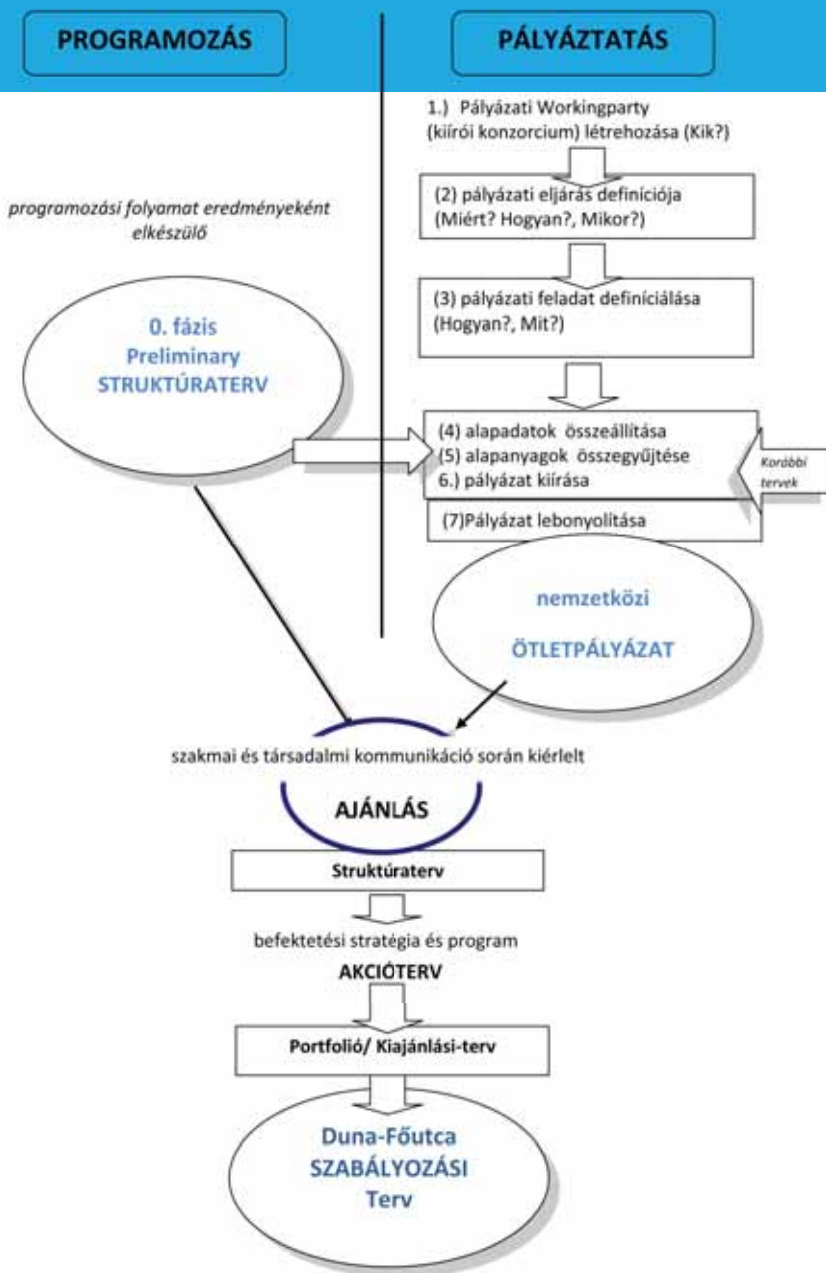 PROGRAMOZÁS
PÁLYÁZTATÁS
1.) Pályázati Workingparty
(kiírói konzorcium) létrehozása (Kik?)
(2) pályázati eljárás definíciója
(Miért? Hogyan?, Mikor?)
programozási folyamat eredményeként
elkészülő
(3) pályázati feladat definíciálása
(Hogyan?, Mit?)
0. fázis
Preliminary
STRUKTÚRATERV
(4) alapadatok összeállítása
(5) alapanyagok összegyűjtése
6.) pályázat kiírása
Korábbi
tervek
(7)Pályázat lebonyolítása
nemzetközi
ÖTLETPÁLYÁZAT
szakmai és társadalmi kommunikáció során kiérlelt
AJÁNLÁS
Struktúraterv
befektetési stratégia és program
AKCIÓTERV
Portfolió/ Kiajánlási-terv
Duna-Főutca
SZABÁLYOZÁSI
Terv